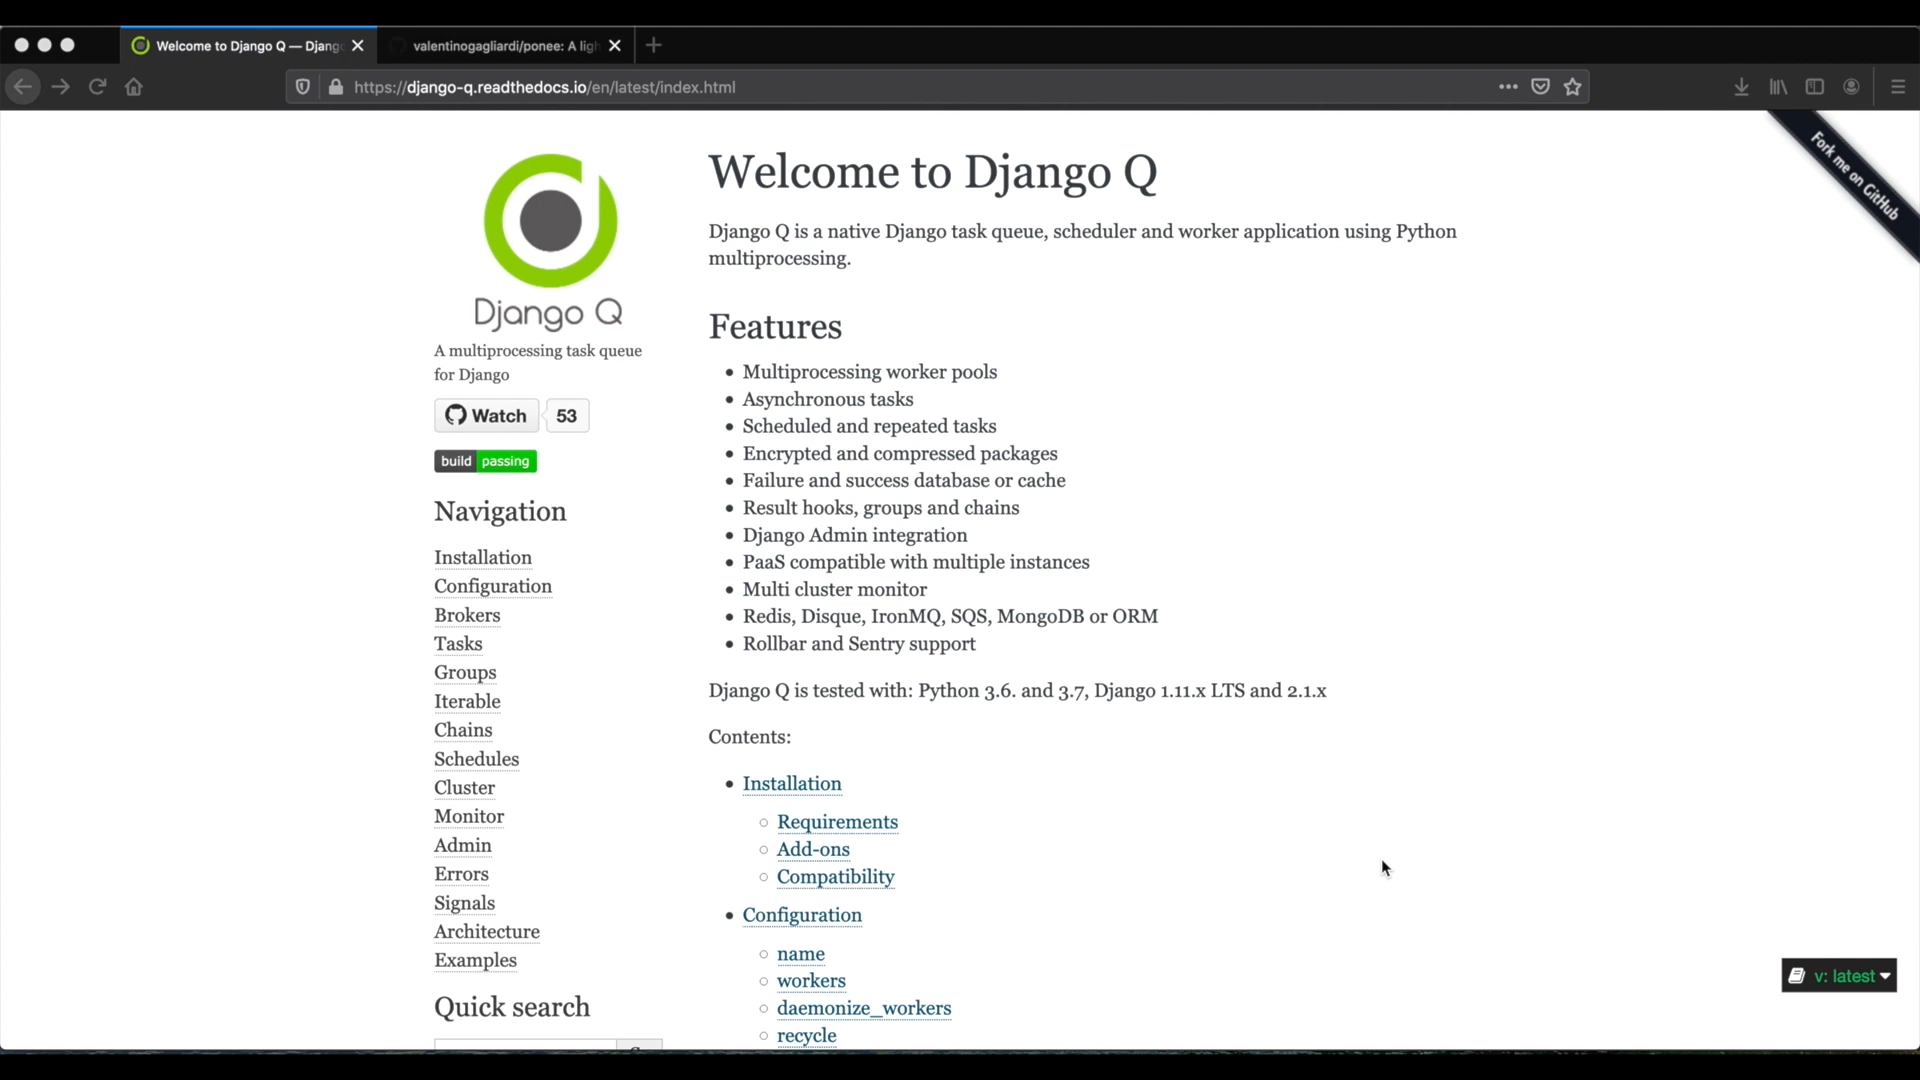 Welcome to Django Q — Djang
valentinogagliardi/ponee: A ligh
https://django-q.readthedocs.io/en/latest/index.html
Fork me on GitHub
Django Q
A multiprocessing task queue
for Django
Watch 53
build passing
Navigation
Installation
Configuration
Brokers
Tasks
Groups
Iterable
Chains
Schedules
Cluster
Monitor
Admin
Errors
Signals
Architecture
Examples
Quick search
Welcome to Django Q
Django Q is a native Django task queue, scheduler and worker application using Python
multiprocessing.
Features
• Multiprocessing worker pools
• Asynchronous tasks
• Scheduled and repeated tasks
• Encrypted and compressed packages
• Failure and success database or cache
• Result hooks, groups and chains
• Django Admin integration
• PaaS compatible with multiple instances
• Multi cluster monitor
• Redis, Disque, IronMQ, SQS, MongoDB or ORM
• Rollbar and Sentry support
Django Q is tested with: Python 3.6. and 3.7, Django 1.11.x LTS and 2.1.x
Contents:
• Installation
○ Requirements
○ Add-ons
○ Compatibility
• Configuration
○ name
○ workers
○ daemonize_workers
○ recycle
v: latest